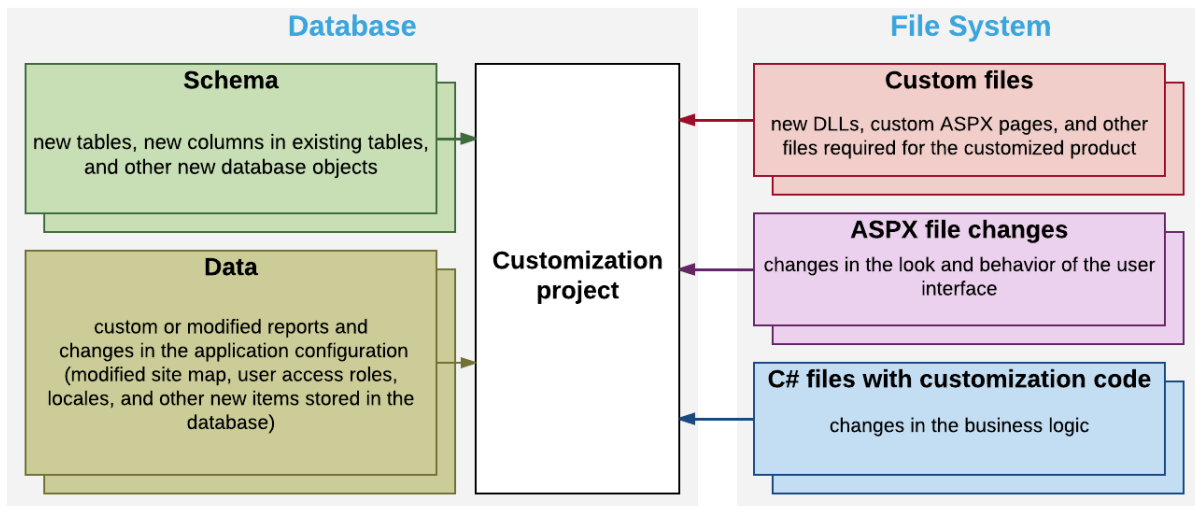 Database
Schema
new tables, new columns in existing tables,
and other new database objects
Data
custom or modified reports and
changes in the application configuration
(modified site map, user access roles,
locales, and other new items stored in the
database)
Customization
project
File System
Custom files
new DLLs, custom ASPX pages, and other
files required for the customized product
ASPX file changes
changes in the look and behavior of the user
interface
C# files with customization code
changes in the business logic